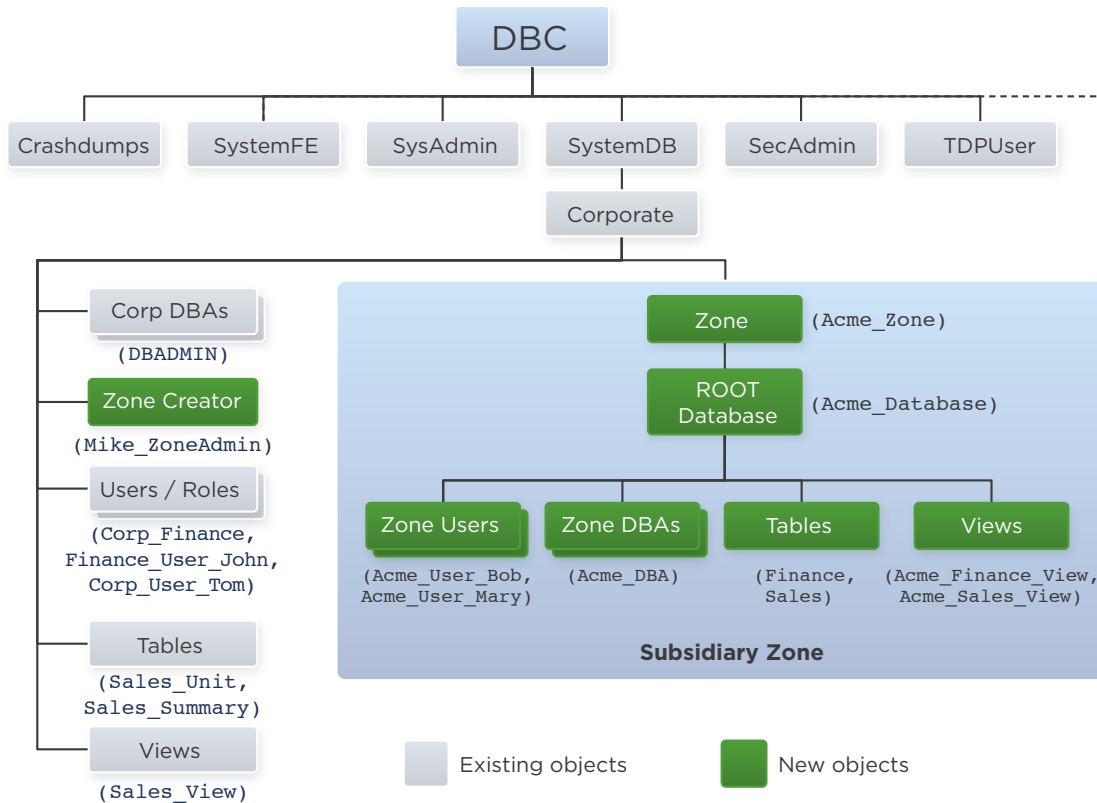 DBC
Crashdumps
SystemFE
SysAdmin
SystemDB
SecAdmin
TDPUser
Corporate
Corp DBAs
(DBADMIN)
Zone Creator
(Mike_ZoneAdmin)
Users / Roles
(Corp_Finance,
Finance_User_John,
Corp_User_Tom)
Tables
(Sales_Unit,
Sales_Summary)
Views
(Sales_View)
Zone
(Acme_Zone)
ROOT
Database
(Acme_Database)
Zone Users
(Acme_User_Bob,
Acme_User_Mary)
Zone DBAs
(Acme_DBA)
Tables
(Finance,
Sales)
Views
(Acme_Finance_View,
Acme_Sales_View)
Subsidiary Zone
Existing objects
New objects